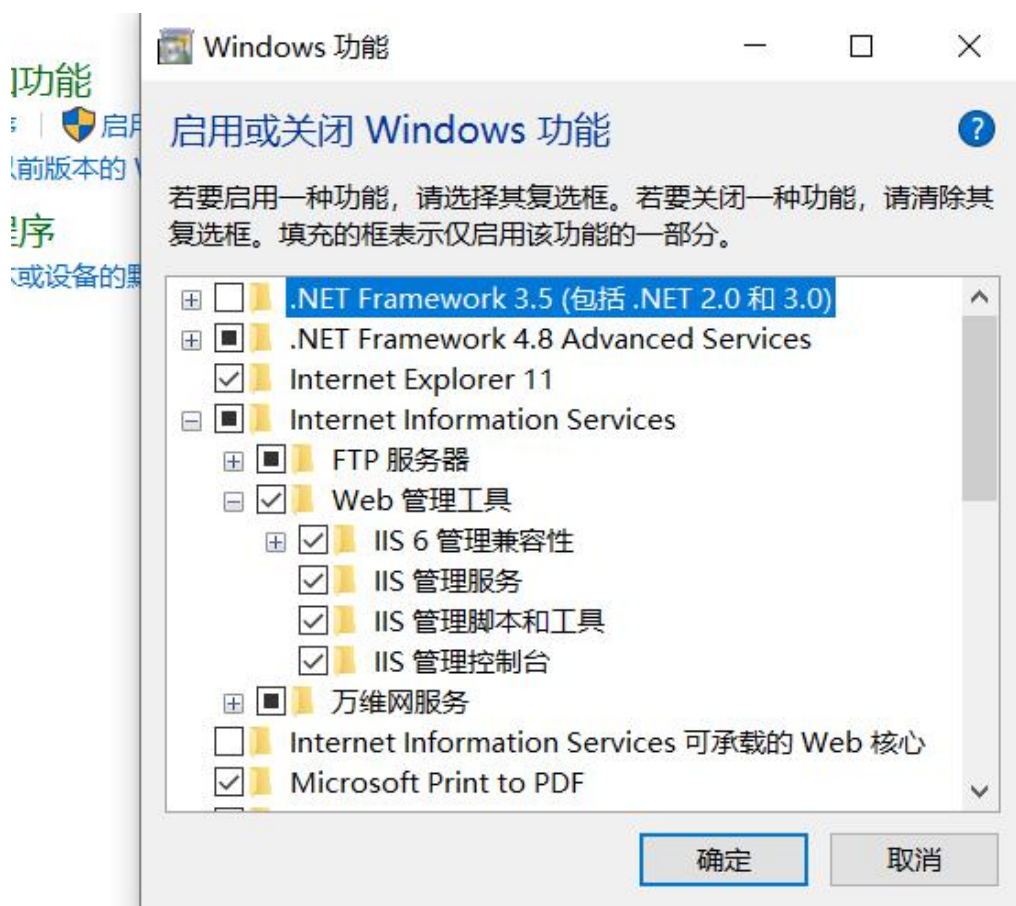 Windows 功能
功能
启用或关闭 Windows 功能
前版本的
若要启用一种功能，请选择其复选框。若要关闭一种功能，请清除其
复选框。填充的框表示仅启用该功能的一部分。
序
或设备的
.NET Framework 3.5 (包括 .NET 2.0 和 3.0)
.NET Framework 4.8 Advanced Services
Internet Explorer 11
Internet Information Services
FTP 服务器
Web 管理工具
IIS 6 管理兼容性
IIS 管理服务
IIS 管理脚本和工具
IIS 管理控制台
万维网服务
Internet Information Services 可承载的 Web 核心
Microsoft Print to PDF
确定
取消